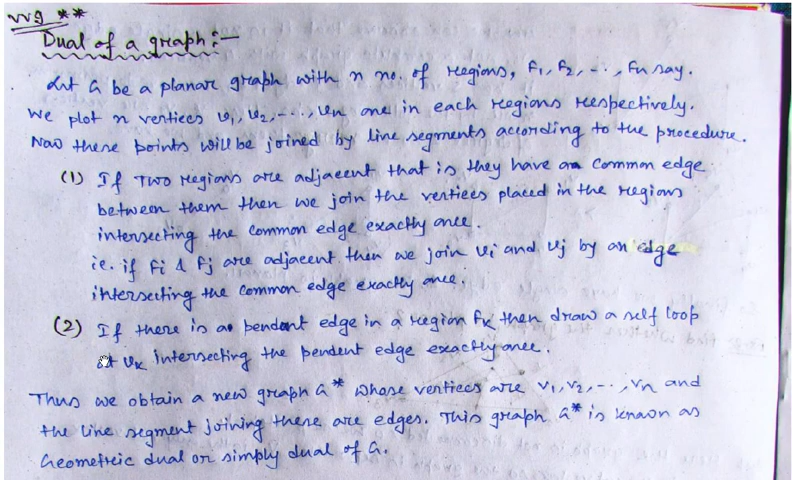 VVI **
Dual of a graph:-
Let G be a planar graph with n no. of regions, F1, F2, ..., Fn say.
We plot n vertices v1, v2, ..., vn one in each regions respectively.
Now these points will be joined by line segments according to the procedure.
(1) If two regions are adjacent that is they have a common edge
between them then we join the vertices placed in the regions
intersecting the common edge exactly once.
ie. if Fi & Fj are adjacent then we join vi and vj by an edge
intersecting the common edge exactly once.
(2) If there is a pendent edge in a region Fk then draw a self loop
at vk intersecting the pendent edge exactly once.
Thus we obtain a new graph G* whose vertices are v1, v2, ..., vn and
the line segment joining these are edges. This graph G* is known as
Geometric dual or simply dual of G.